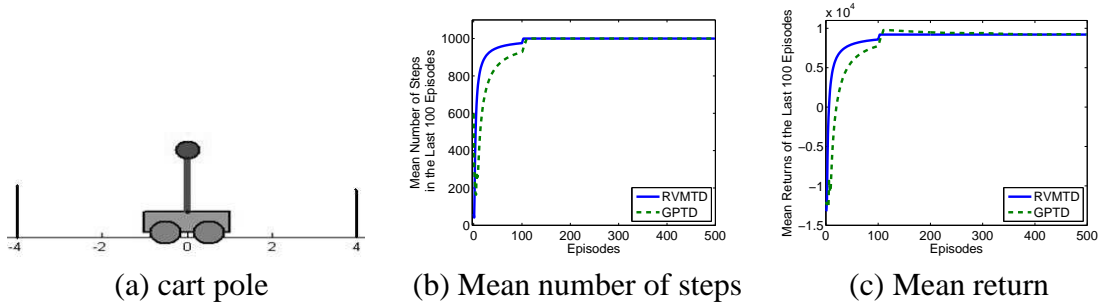 -4 -2 0 2 4
(a) cart pole
Mean Number of Steps
in the Last 100 Episodes
1000
800
600
400
200
0
0 100 200 300 400 500
Episodes
RVMTD
GPTD
(b) Mean number of steps
x 10^4
Mean Returns of the Last 100 Episodes
1
0.5
0
−0.5
−1
−1.5
0 100 200 300 400 500
Episodes
RVMTD
GPTD
(c) Mean return